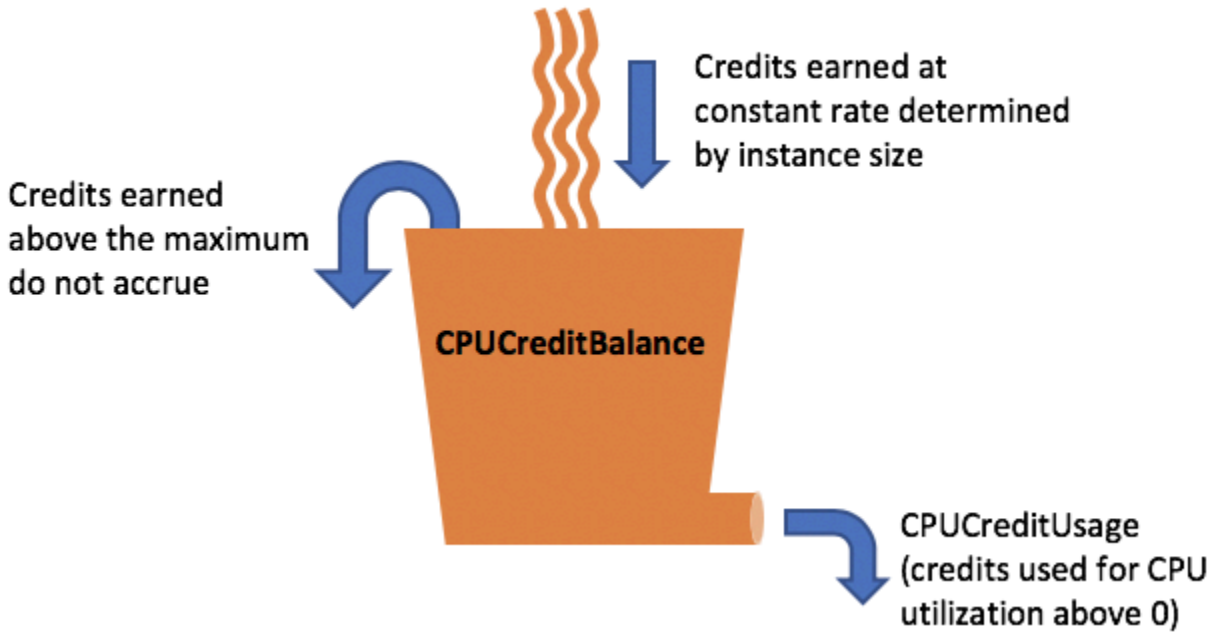 Credits earned at
constant rate determined
by instance size
Credits earned
above the maximum
do not accrue
CPUCreditBalance
CPUCreditUsage
(credits used for CPU
utilization above 0)